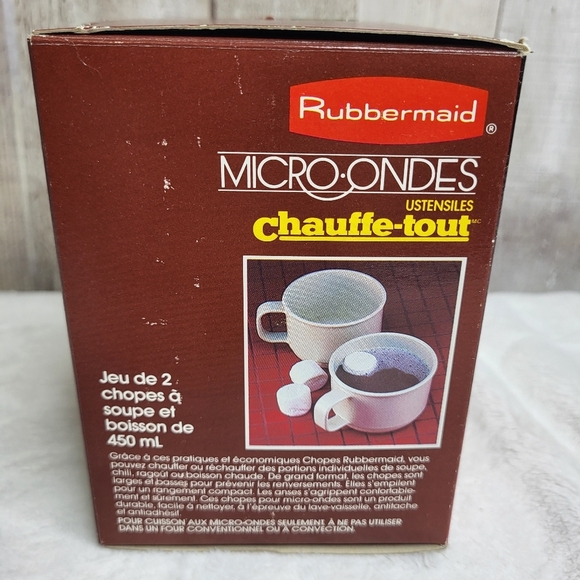 Rubbermaid
®
MICRO·ONDES
USTENSILES
Chauffe-tout MC
Jeu de 2
chopes à
soupe et
boisson de
450 mL
Grâce à ces pratiques et économiques Chopes Rubbermaid, vous
pouvez chauffer ou réchauffer des portions individuelles de soupe,
chili, ragoût ou boisson chaude. De grand format, les chopes sont
larges et basses pour prévenir les renversements. Elles s'empilent
pour un rangement compact. Les anses s'agrippent confortable-
ment et sûrement. Ces chopes pour micro-ondes sont un produit
durable, facile à nettoyer, à l'épreuve du lave-vaisselle, antitache
et antiadhésif.
POUR CUISSON AUX MICRO-ONDES SEULEMENT. À NE PAS UTILISER
DANS UN FOUR CONVENTIONNEL OU À CONVECTION.